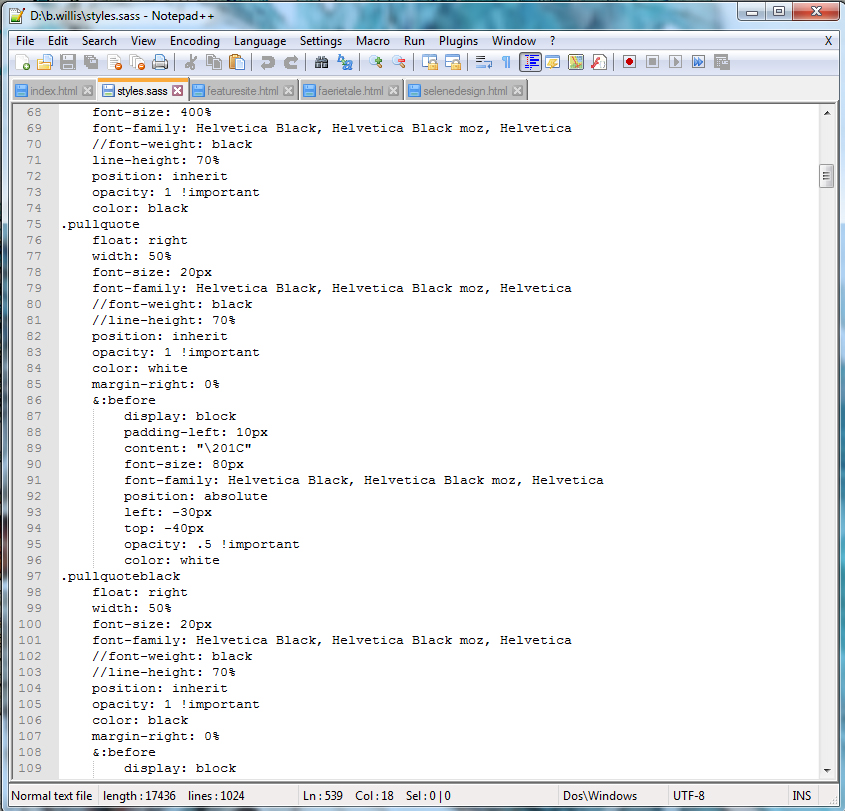 D:\b.willis\styles.sass - Notepad++
File Edit Search View Encoding Language Settings Macro Run Plugins Window ? X
index.html styles.sass featuresite.html faerietale.html selenedesign.html
68 font-size: 400%
69 font-family: Helvetica Black, Helvetica Black moz, Helvetica
70 //font-weight: black
71 line-height: 70%
72 position: inherit
73 opacity: 1 !important
74 color: black
75 .pullquote
76 float: right
77 width: 50%
78 font-size: 20px
79 font-family: Helvetica Black, Helvetica Black moz, Helvetica
80 //font-weight: black
81 //line-height: 70%
82 position: inherit
83 opacity: 1 !important
84 color: white
85 margin-right: 0%
86 &:before
87 display: block
88 padding-left: 10px
89 content: "\201C"
90 font-size: 80px
91 font-family: Helvetica Black, Helvetica Black moz, Helvetica
92 position: absolute
93 left: -30px
94 top: -40px
95 opacity: .5 !important
96 color: white
97 .pullquoteblack
98 float: right
99 width: 50%
100 font-size: 20px
101 font-family: Helvetica Black, Helvetica Black moz, Helvetica
102 //font-weight: black
103 //line-height: 70%
104 position: inherit
105 opacity: 1 !important
106 color: black
107 margin-right: 0%
108 &:before
109 display: block
Normal text file length : 17436 lines : 1024 Ln : 539 Col : 18 Sel : 0 | 0 Dos\Windows UTF-8 INS